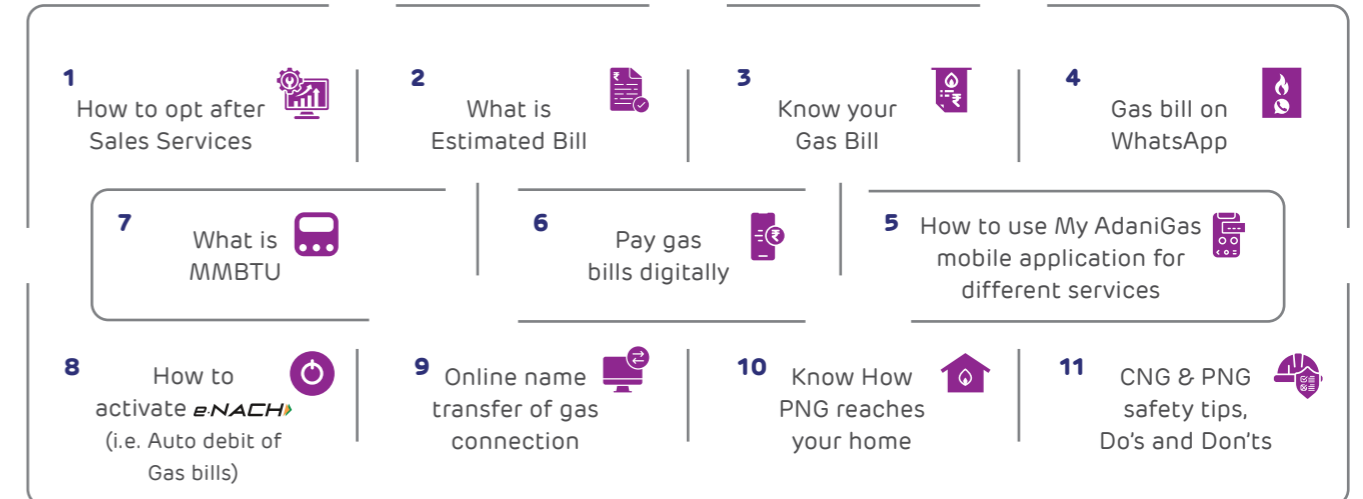 1
How to opt after
Sales Services
2
What is
Estimated Bill
3
Know your
Gas Bill
4
Gas bill on
WhatsApp
7
What is
MMBTU
6
Pay gas
bills digitally
5
How to use My AdaniGas
mobile application for
different services
8
How to
activate e-NACH
(i.e. Auto debit of
Gas bills)
9
Online name
transfer of gas
connection
10
Know How
PNG reaches
your home
11
CNG & PNG
safety tips,
Do's and Don'ts